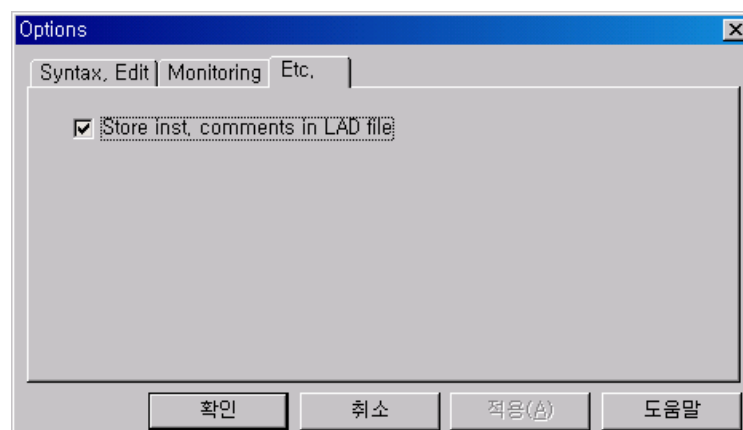 Options
Syntax, Edit Monitoring Etc.
Store inst, comments in LAD file
확인 취소 적용(A) 도움말